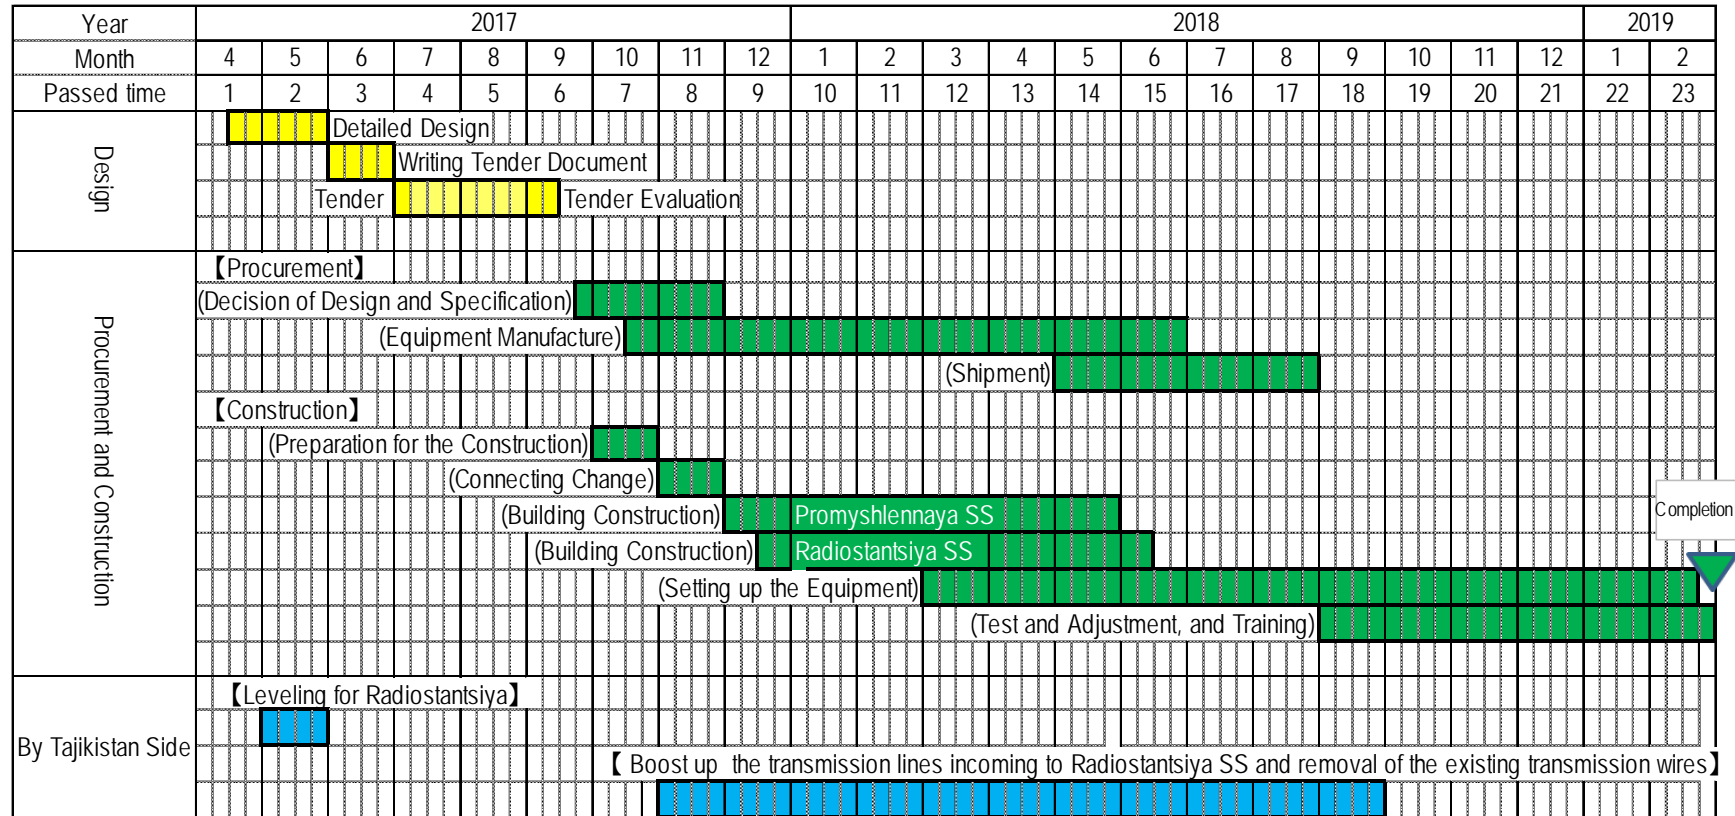 Year 2017 2018 2019
Month 4 5 6 7 8 9 10 11 12 1 2 3 4 5 6 7 8 9 10 11 12 1 2
Passed time 1 2 3 4 5 6 7 8 9 10 11 12 13 14 15 16 17 18 19 20 21 22 23
Design
Detailed Design
Writing Tender Document
Tender Tender Evaluation
Procurement and Construction
【Procurement】
(Decision of Design and Specification)
(Equipment Manufacture)
(Shipment)
【Construction】
(Preparation for the Construction)
(Connecting Change)
(Building Construction) Promyshlennaya SS
Completion
(Building Construction) Radiostantsiya SS
(Setting up the Equipment)
(Test and Adjustment, and Training)
By Tajikistan Side
【Leveling for Radiostantsiya】
【 Boost up the transmission lines incoming to Radiostantsiya SS and removal of the existing transmission wires】